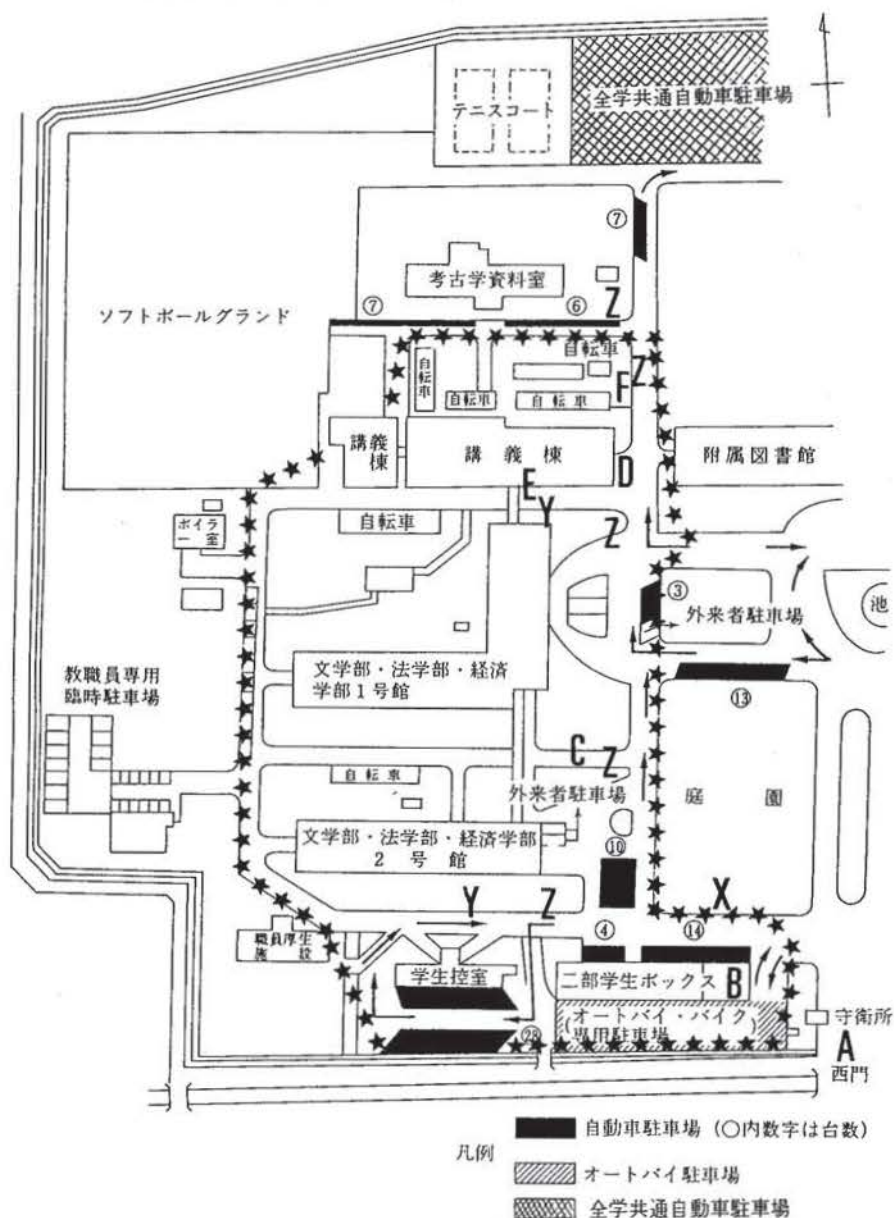 全学共通自動車駐車場
テニスコート
⑦
考古学資料室
ソフトボールグランド
⑦
⑥
Z
自転車
Z
自転車
F
自転車
自転車
講義棟
講義棟
附属図書館
D
E
Y
自転車
Z
ボイラー室
③
外来者駐車場
池
文学部・法学部・経済
学部1号館
教職員専用
臨時駐車場
⑬
C
Z
自転車
外来者駐車場
庭園
文学部・法学部・経済学部
2号館
⑩
X
Y
Z
④
⑭
職員厚生
施設
学生控室
二部学生ボックス
B
(オートバイ・バイク)
専用駐車場
守衛所
㉘
A
西門
凡例
自動車駐車場 (○内数字は台数)
オートバイ駐車場
全学共通自動車駐車場